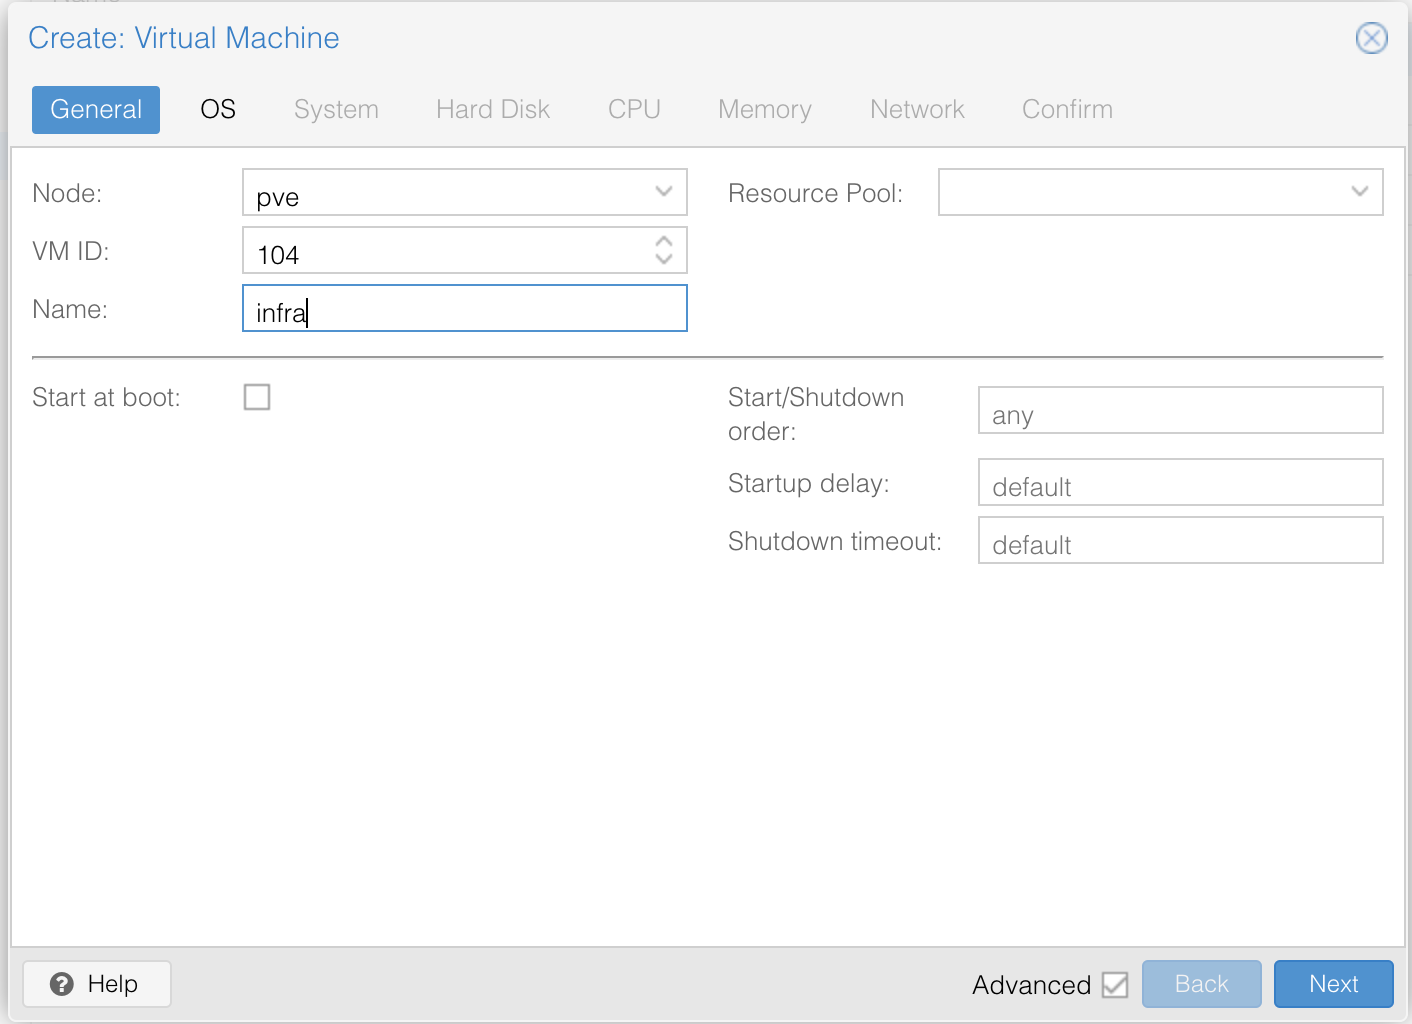 Create: Virtual Machine
General OS System Hard Disk CPU Memory Network Confirm
Node: pve Resource Pool:
VM ID: 104
Name: infra
Start at boot: Start/Shutdown order: any
Startup delay: default
Shutdown timeout: default
Help Advanced Back Next